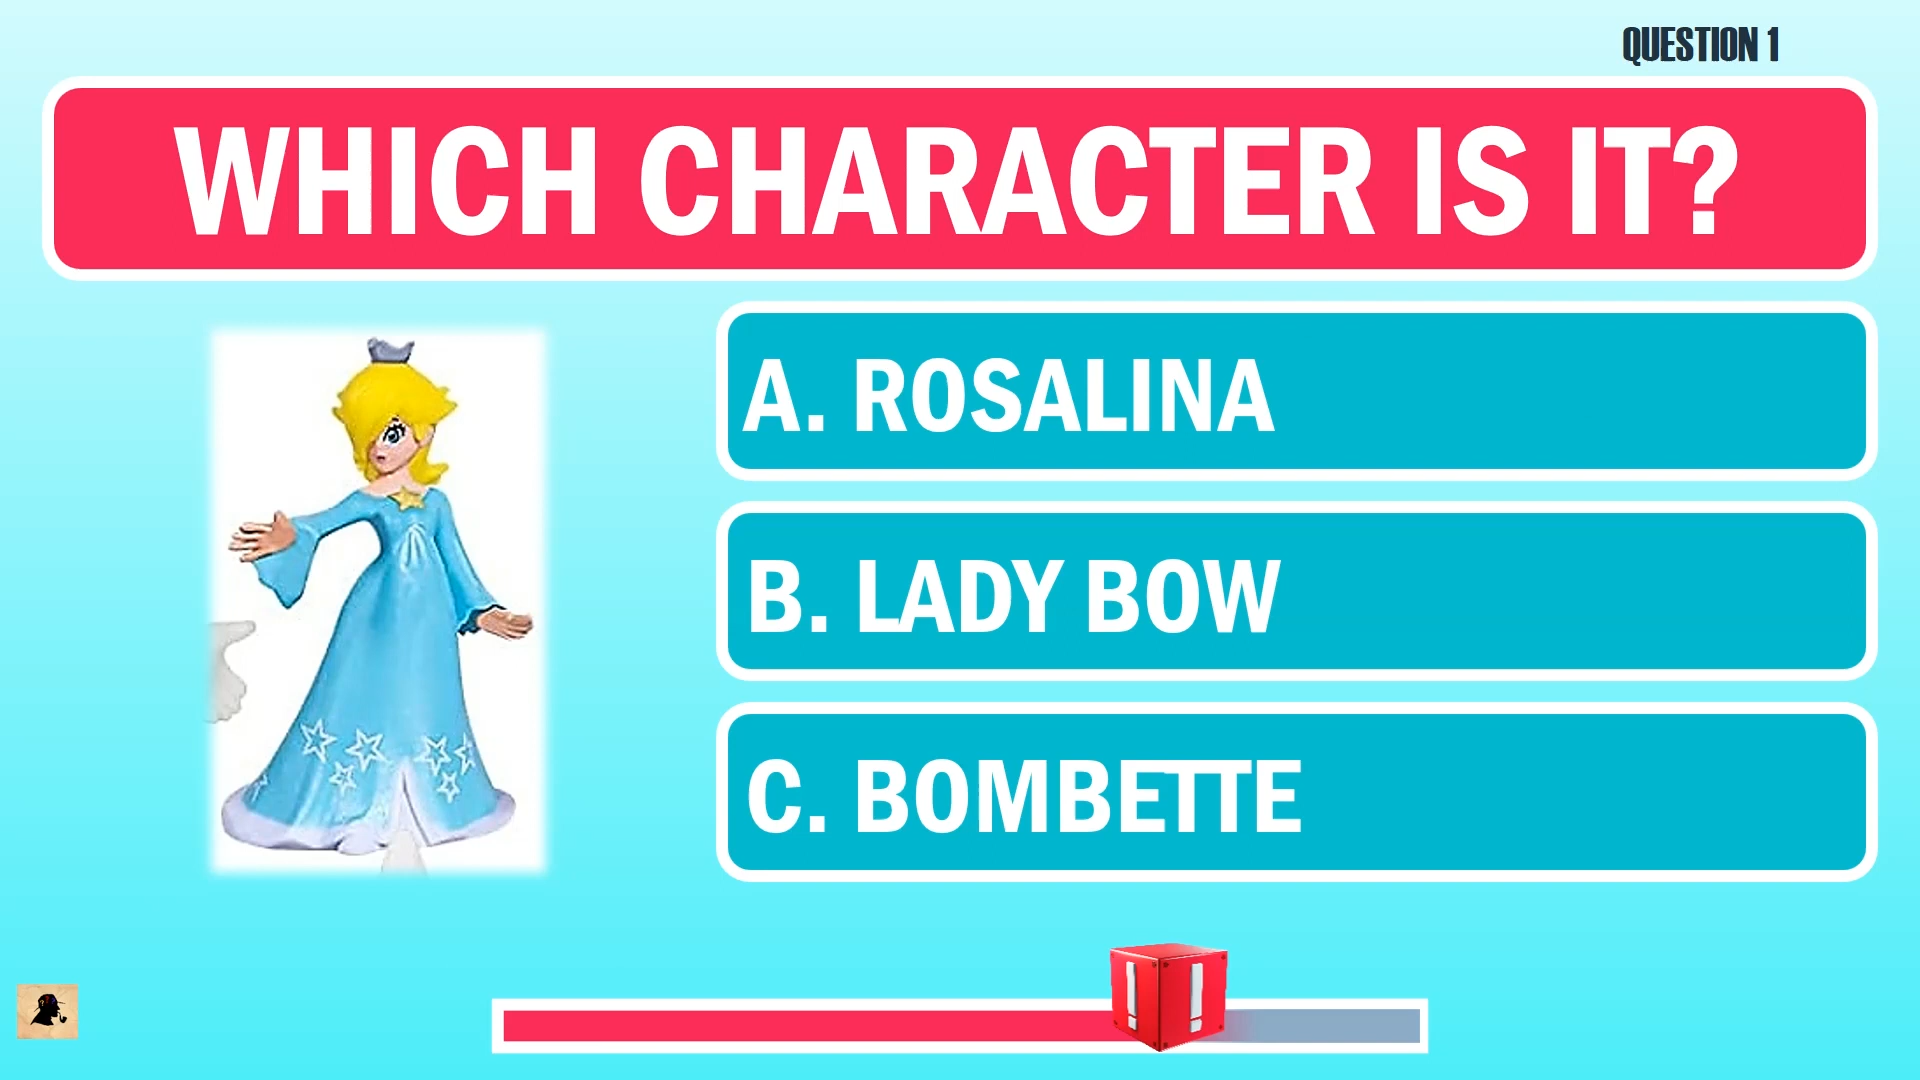 QUESTION 1
WHICH CHARACTER IS IT?
A. ROSALINA
B. LADY BOW
C. BOMBETTE